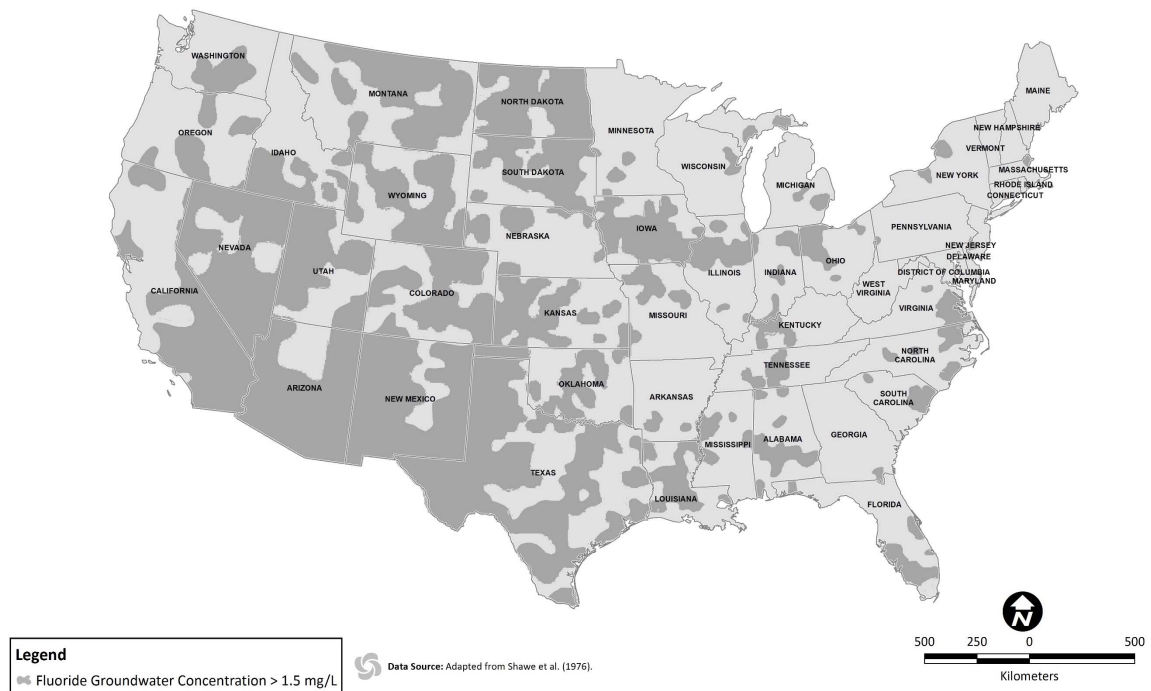 WASHINGTON
MONTANA
NORTH DAKOTA
MINNESOTA
MAINE
OREGON
IDAHO
SOUTH DAKOTA
WISCONSIN
MICHIGAN
NEW HAMPSHIRE
VERMONT
NEW YORK
MASSACHUSETTS
RHODE ISLAND
CONNECTICUT
WYOMING
IOWA
NEBRASKA
PENNSYLVANIA
NEVADA
UTAH
COLORADO
ILLINOIS
INDIANA
OHIO
NEW JERSEY
DELAWARE
DISTRICT OF COLUMBIA
MARYLAND
WEST
VIRGINIA
CALIFORNIA
KANSAS
MISSOURI
KENTUCKY
VIRGINIA
ARIZONA
NEW MEXICO
OKLAHOMA
ARKANSAS
TENNESSEE
NORTH
CAROLINA
SOUTH
CAROLINA
TEXAS
LOUISIANA
MISSISSIPPI
ALABAMA
GEORGIA
FLORIDA
N
500 250 0 500
Kilometers
Legend
Fluoride Groundwater Concentration > 1.5 mg/L
Data Source: Adapted from Shawe et al. (1976).